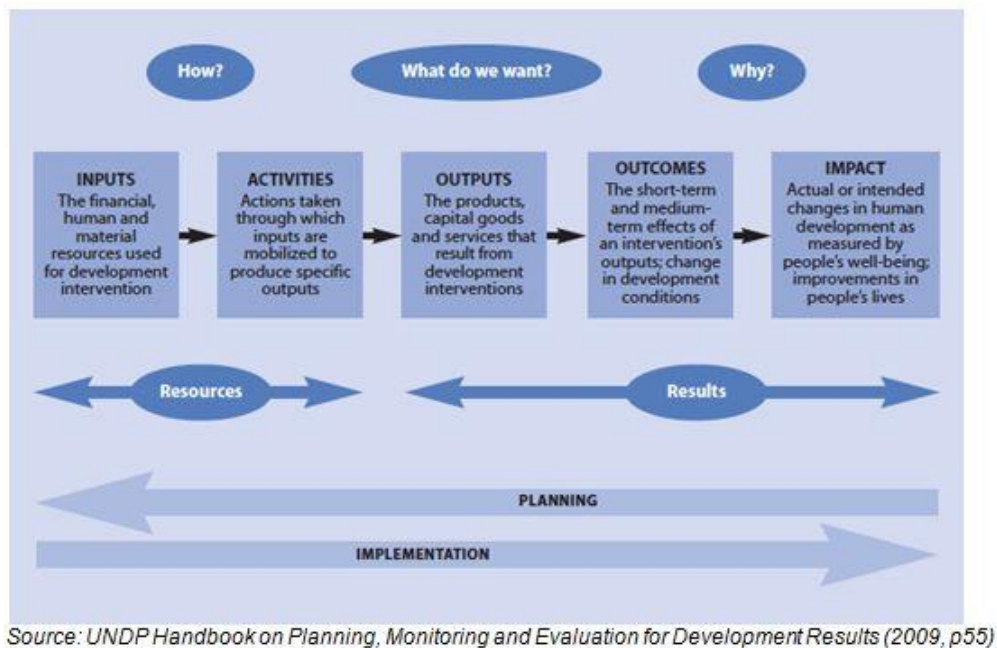 How?
What do we want?
Why?
INPUTS
The financial,
human and
material
resources used
for development
intervention
ACTIVITIES
Actions taken
through which
inputs are
mobilized to
produce specific
outputs
OUTPUTS
The products,
capital goods
and services that
result from
development
interventions
OUTCOMES
The short-term
and medium-
term effects of
an intervention's
outputs; change
in development
conditions
IMPACT
Actual or intended
changes in human
development as
measured by
people's well-being;
improvements in
people's lives
Resources
Results
PLANNING
IMPLEMENTATION
Source: UNDP Handbook on Planning, Monitoring and Evaluation for Development Results (2009, p55)